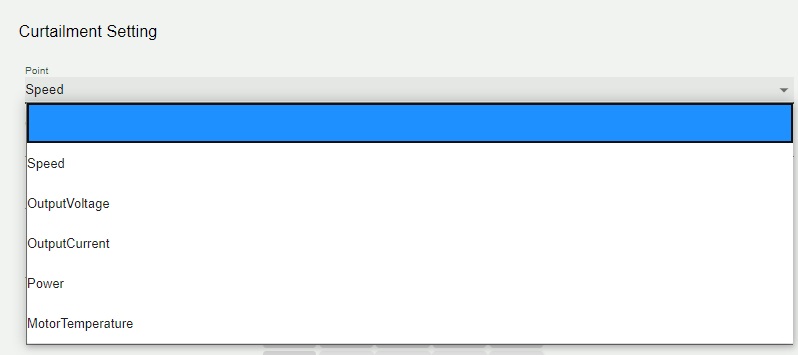 Curtailment Setting
Point
Speed
Speed
OutputVoltage
OutputCurrent
Power
MotorTemperature